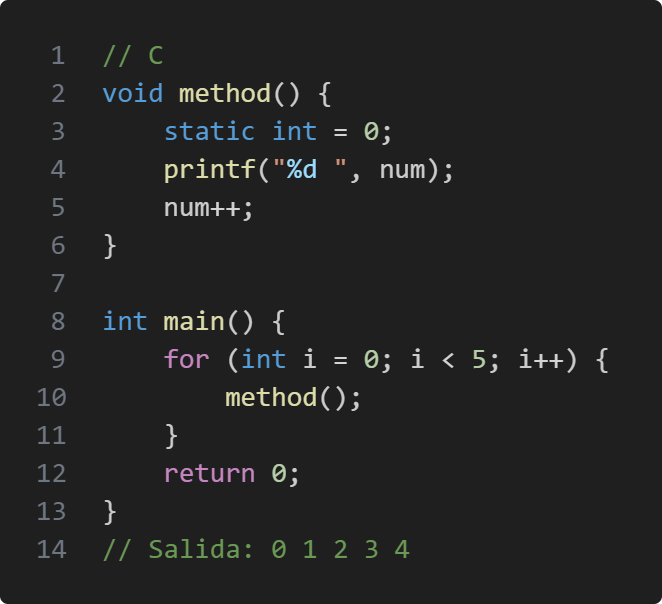 1 // C
2 void method() {
3     static int = 0;
4     printf("%d ", num);
5     num++;
6 }
7
8 int main() {
9     for (int i = 0; i < 5; i++) {
10         method();
11     }
12     return 0;
13 }
14 // Salida: 0 1 2 3 4